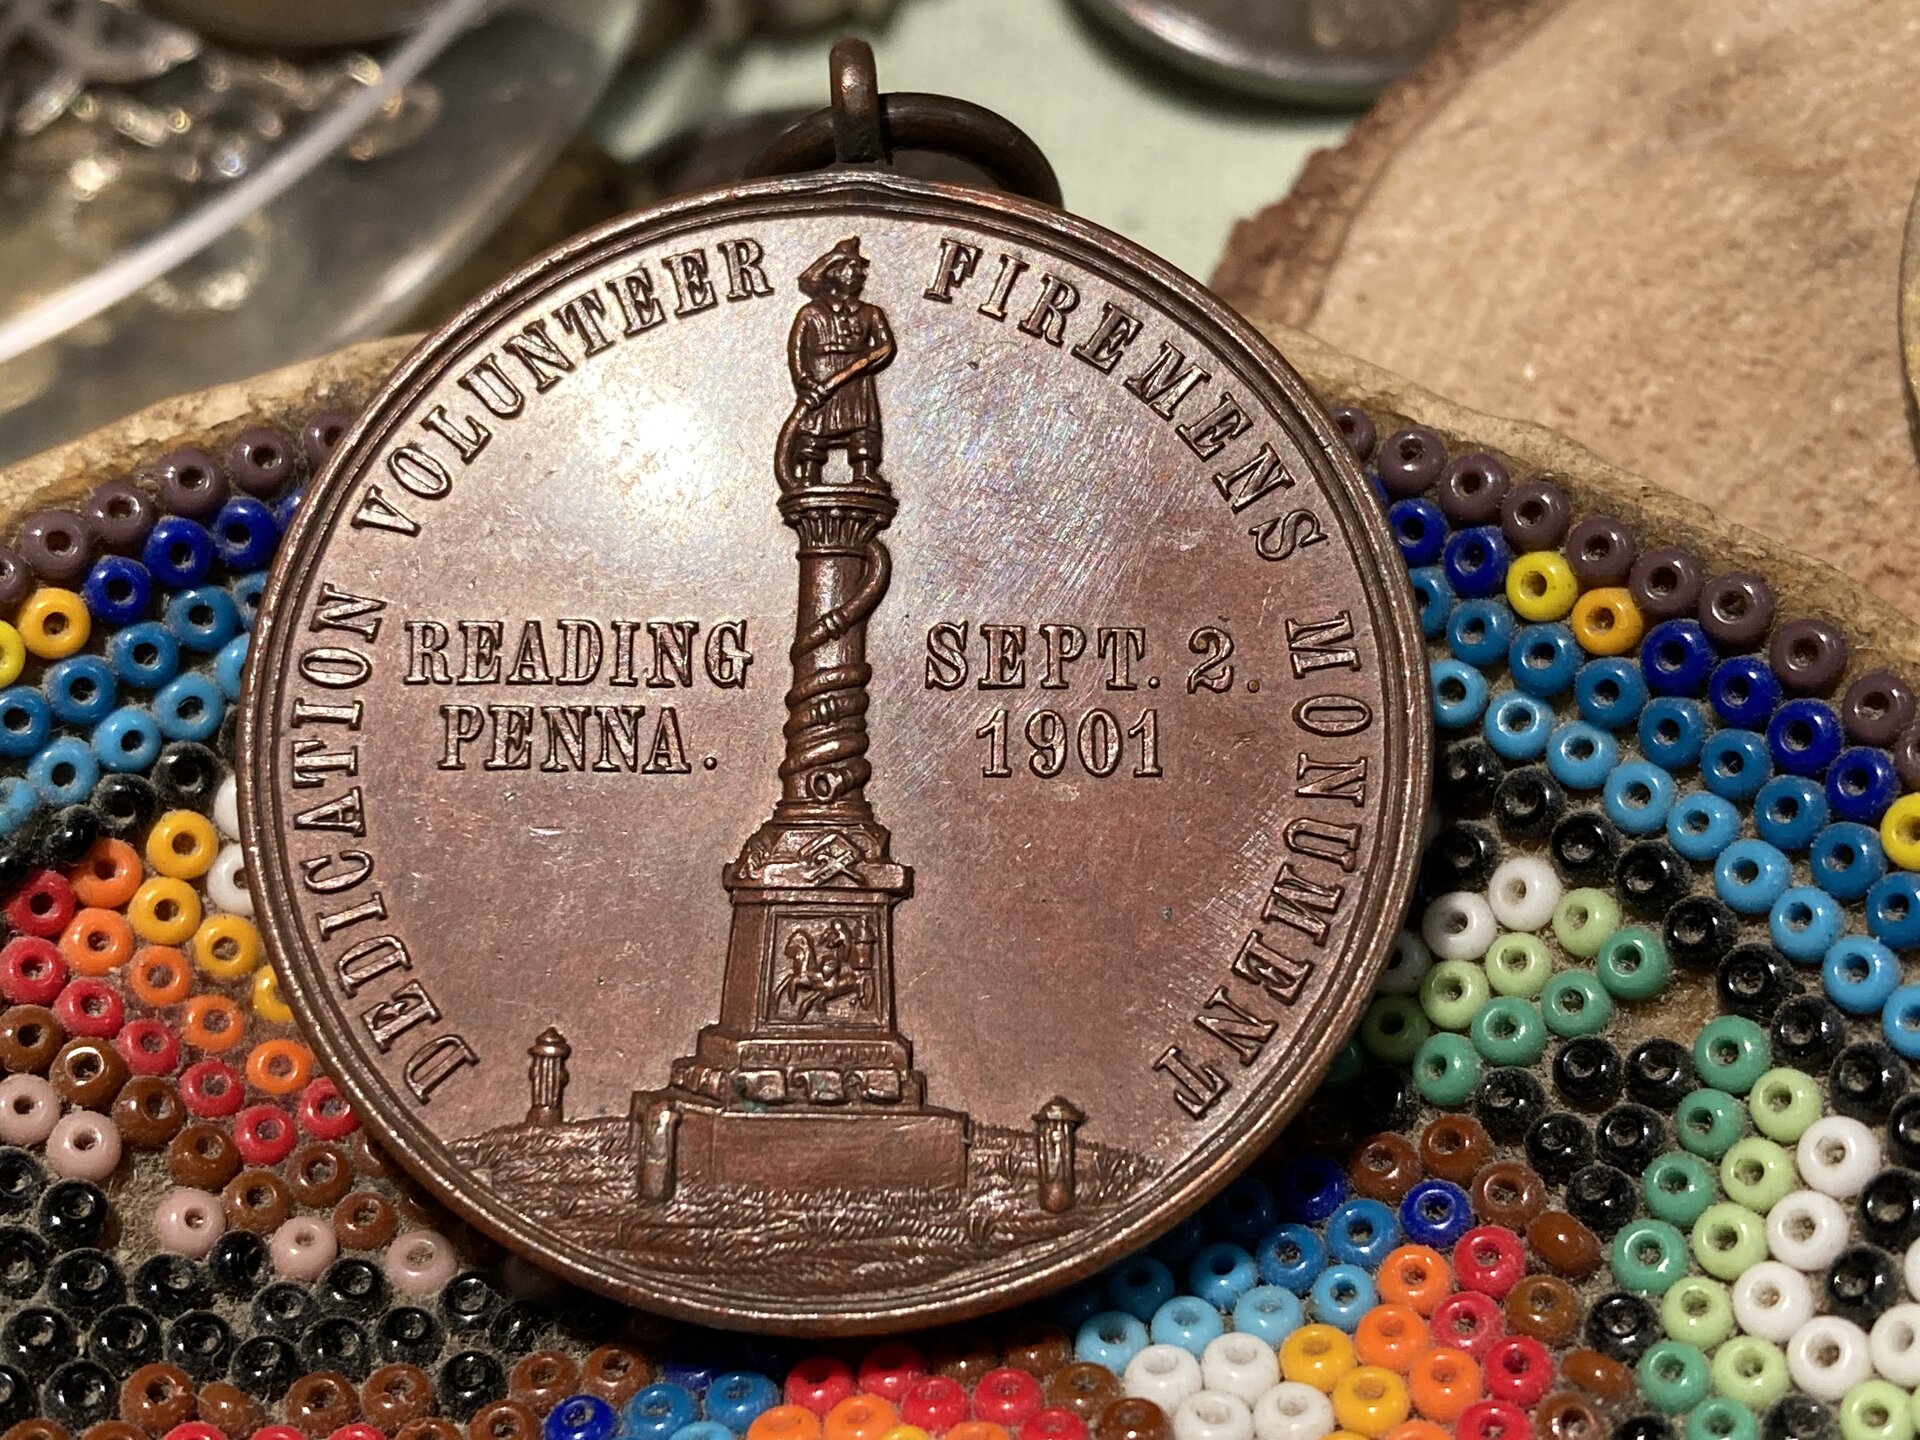 DEDICATION VOLUNTEER FIREMENS MONUMENT
READING
PENNA.
SEPT. 2.
1901